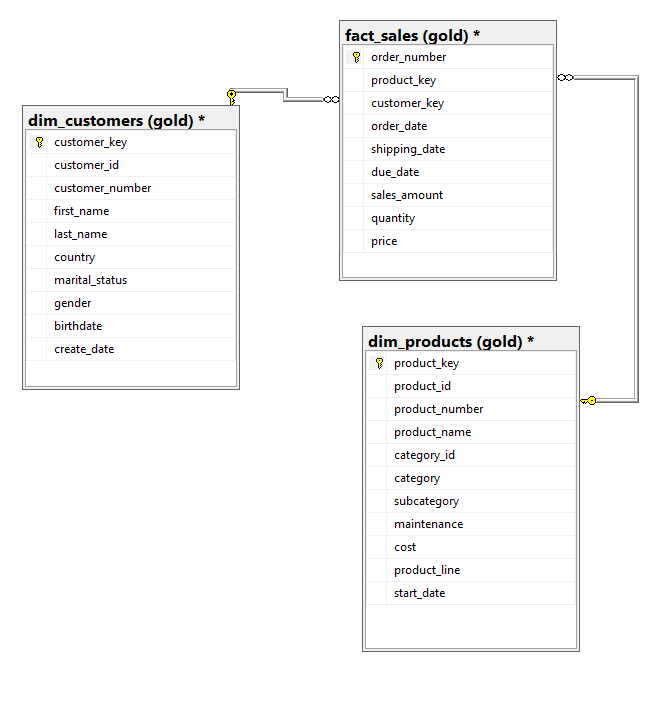 fact_sales (gold) *
order_number
product_key
customer_key
order_date
shipping_date
due_date
sales_amount
quantity
price
dim_customers (gold) *
customer_key
customer_id
customer_number
first_name
last_name
country
marital_status
gender
birthdate
create_date
dim_products (gold) *
product_key
product_id
product_number
product_name
category_id
category
subcategory
maintenance
cost
product_line
start_date